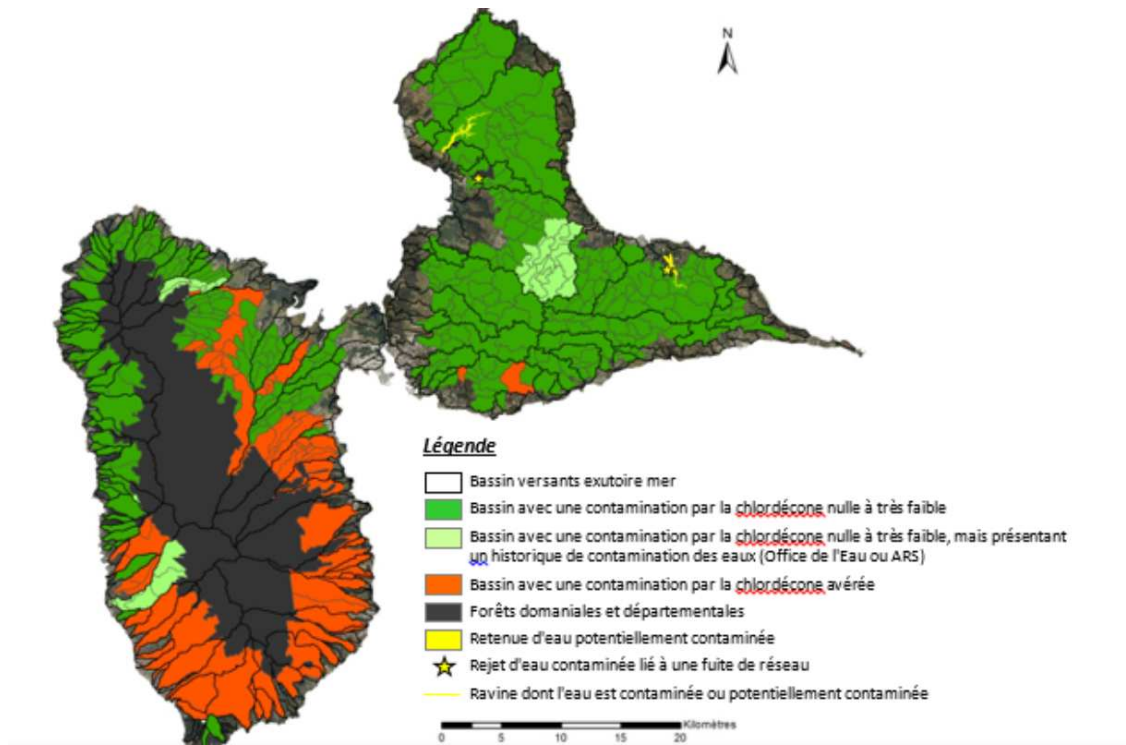 N
Légende
Bassin versants exutoire mer
Bassin avec une contamination par la chlordécone nulle à très faible
Bassin avec une contamination par la chlordécone nulle à très faible, mais présentant
un historique de contamination des eaux (Office de l'Eau ou ARS)
Bassin avec une contamination par la chlordécone avérée
Forêts domaniales et départementales
Retenue d'eau potentiellement contaminée
Rejet d'eau contaminée lié à une fuite de réseau
Ravine dont l'eau est contaminée ou potentiellement contaminée
Kilomètres
0 5 10 15 20